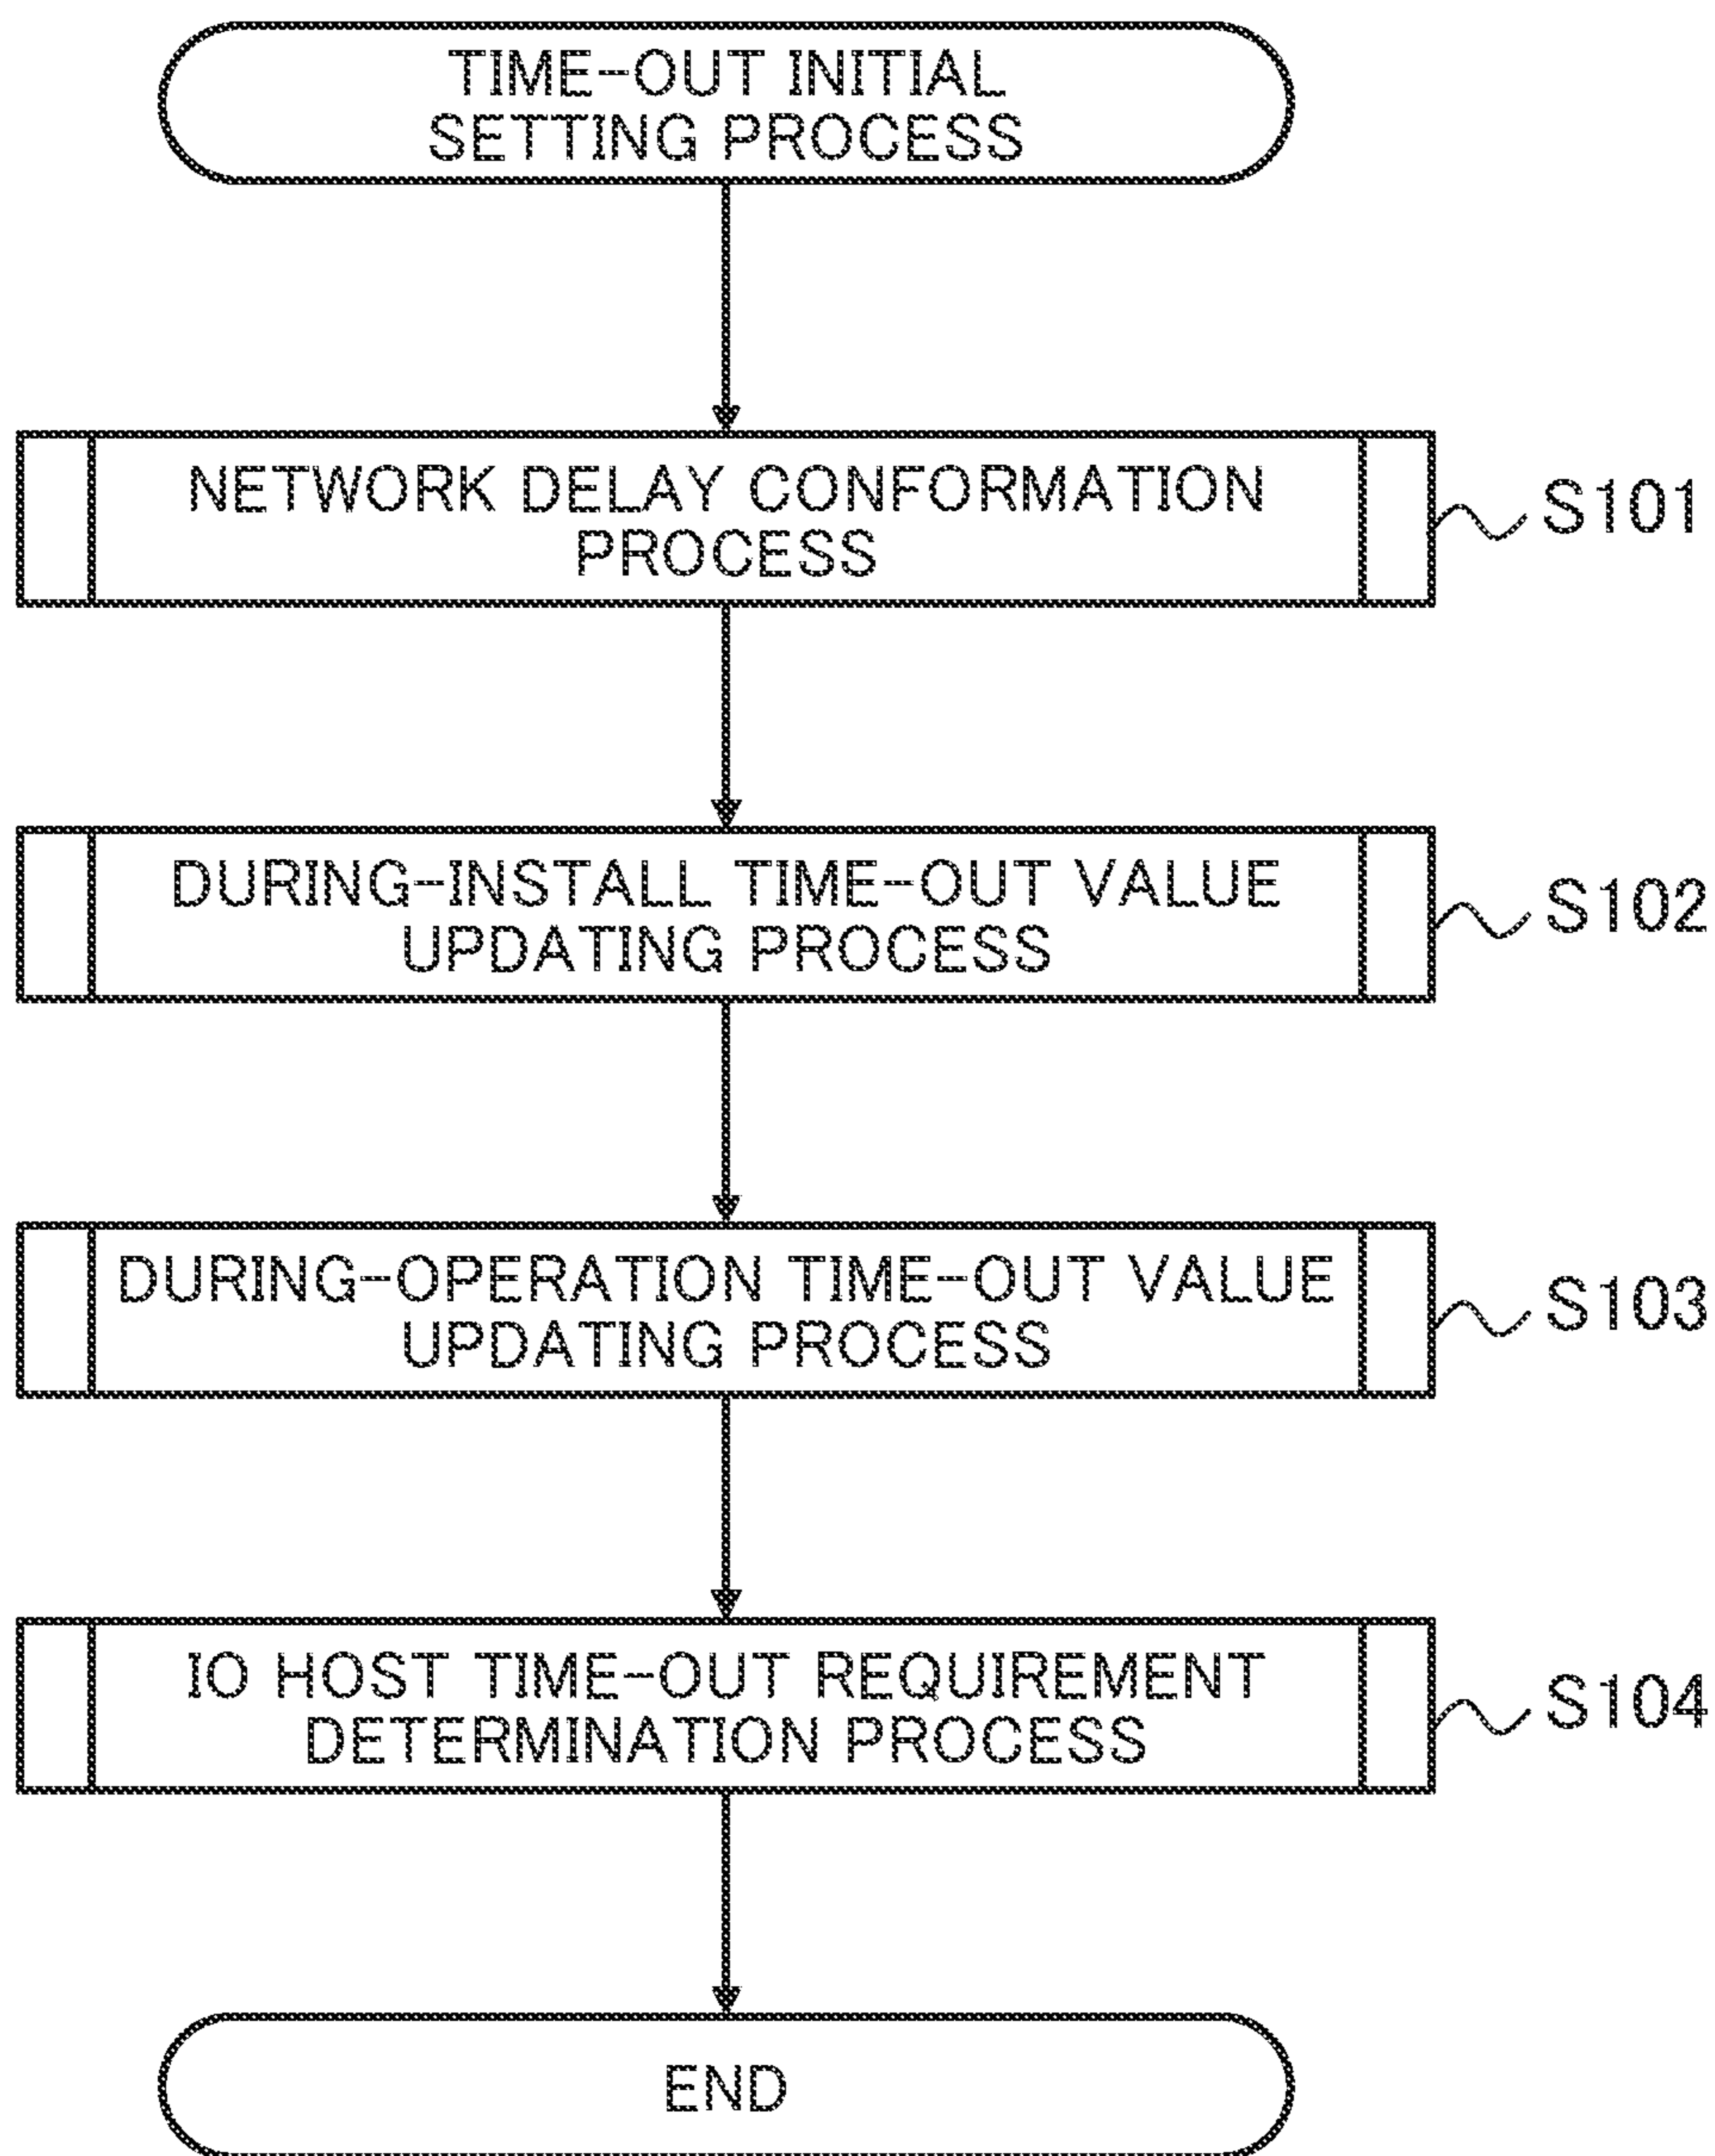 TIME-OUT INITIAL
SETTING PROCESS
NETWORK DELAY CONFORMATION
PROCESS
S101
DURING-INSTALL TIME-OUT VALUE
UPDATING PROCESS
S102
DURING-OPERATION TIME-OUT VALUE
UPDATING PROCESS
S103
IO HOST TIME-OUT REQUIREMENT
DETERMINATION PROCESS
S104
END